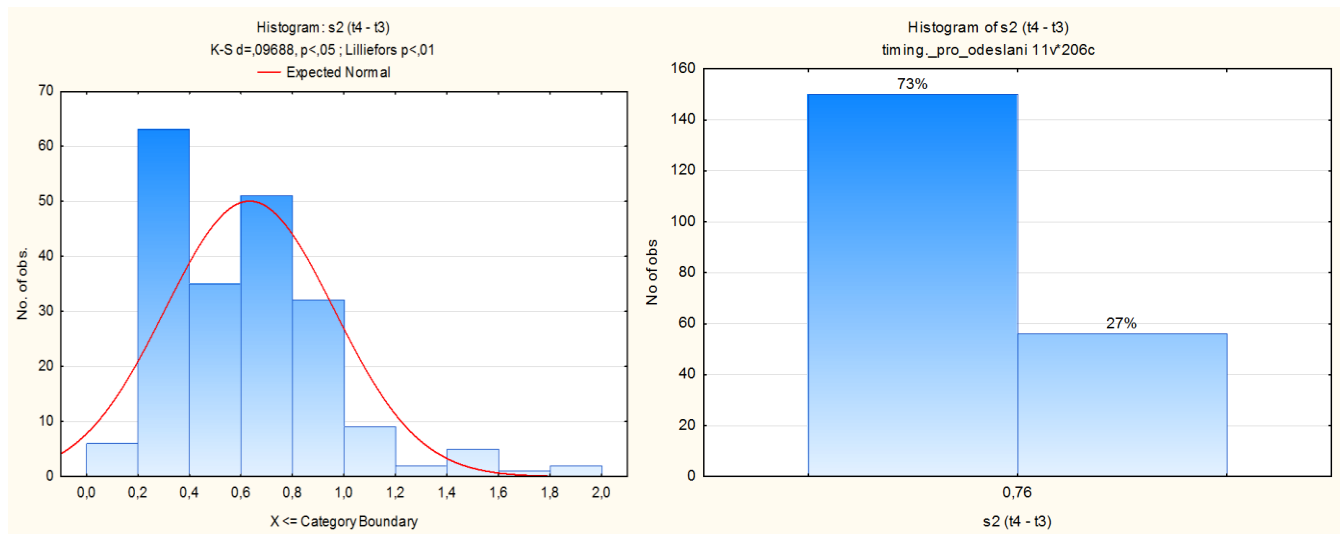 Histogram: s2 (t4 - t3)
K-S d=,09688, p<,05 ; Lilliefors p<,01
Expected Normal
70
60
50
40
30
20
10
0
No. of obs.
0,0 0,2 0,4 0,6 0,8 1,0 1,2 1,4 1,6 1,8 2,0
X <= Category Boundary
Histogram of s2 (t4 - t3)
timing._pro_odeslani 11v*206c
160
140
120
100
80
60
40
20
0
No of obs
73%
27%
0,76
s2 (t4 - t3)